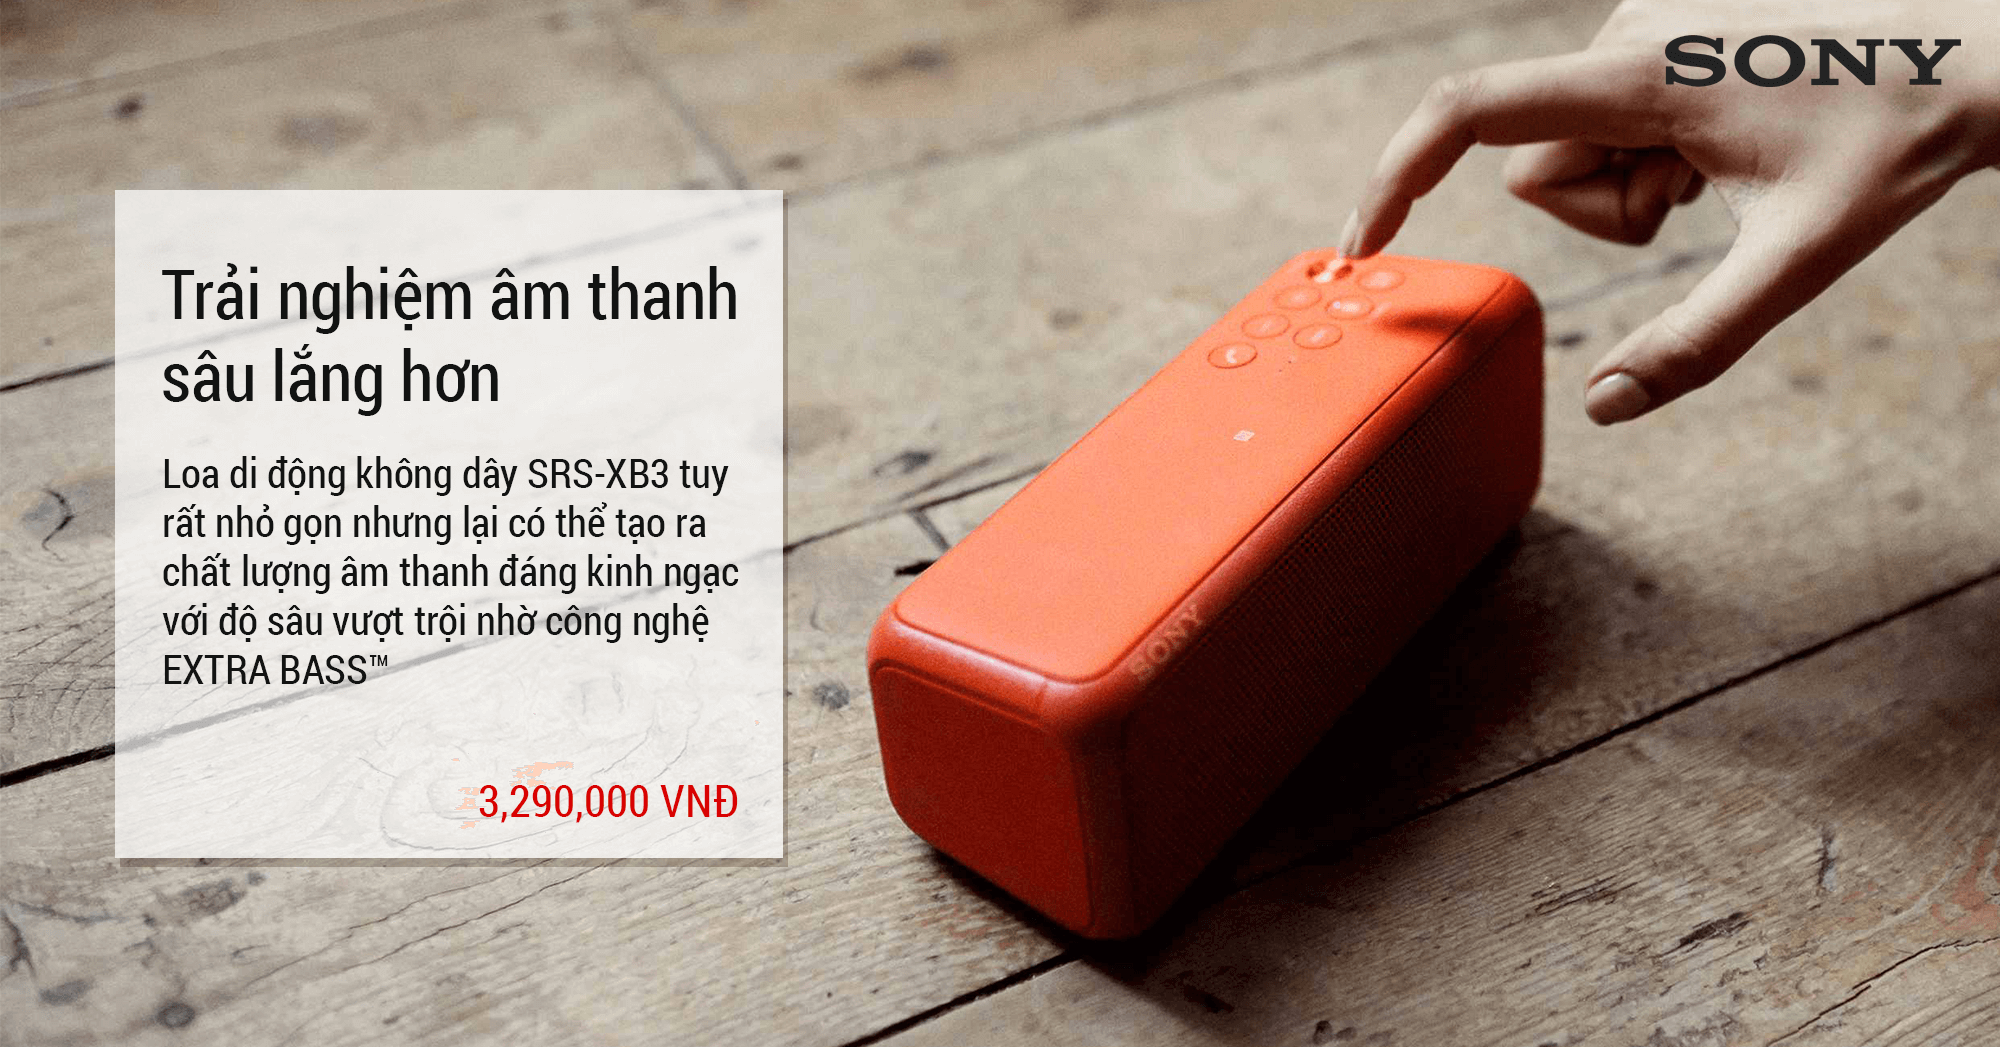 SONY
Trải nghiệm âm thanh
sâu lắng hơn
Loa di động không dây SRS-XB3 tuy
rất nhỏ gọn nhưng lại có thể tạo ra
chất lượng âm thanh đáng kinh ngạc
với độ sâu vượt trội nhờ công nghệ
EXTRA BASS™
3,290,000 VNĐ
SONY